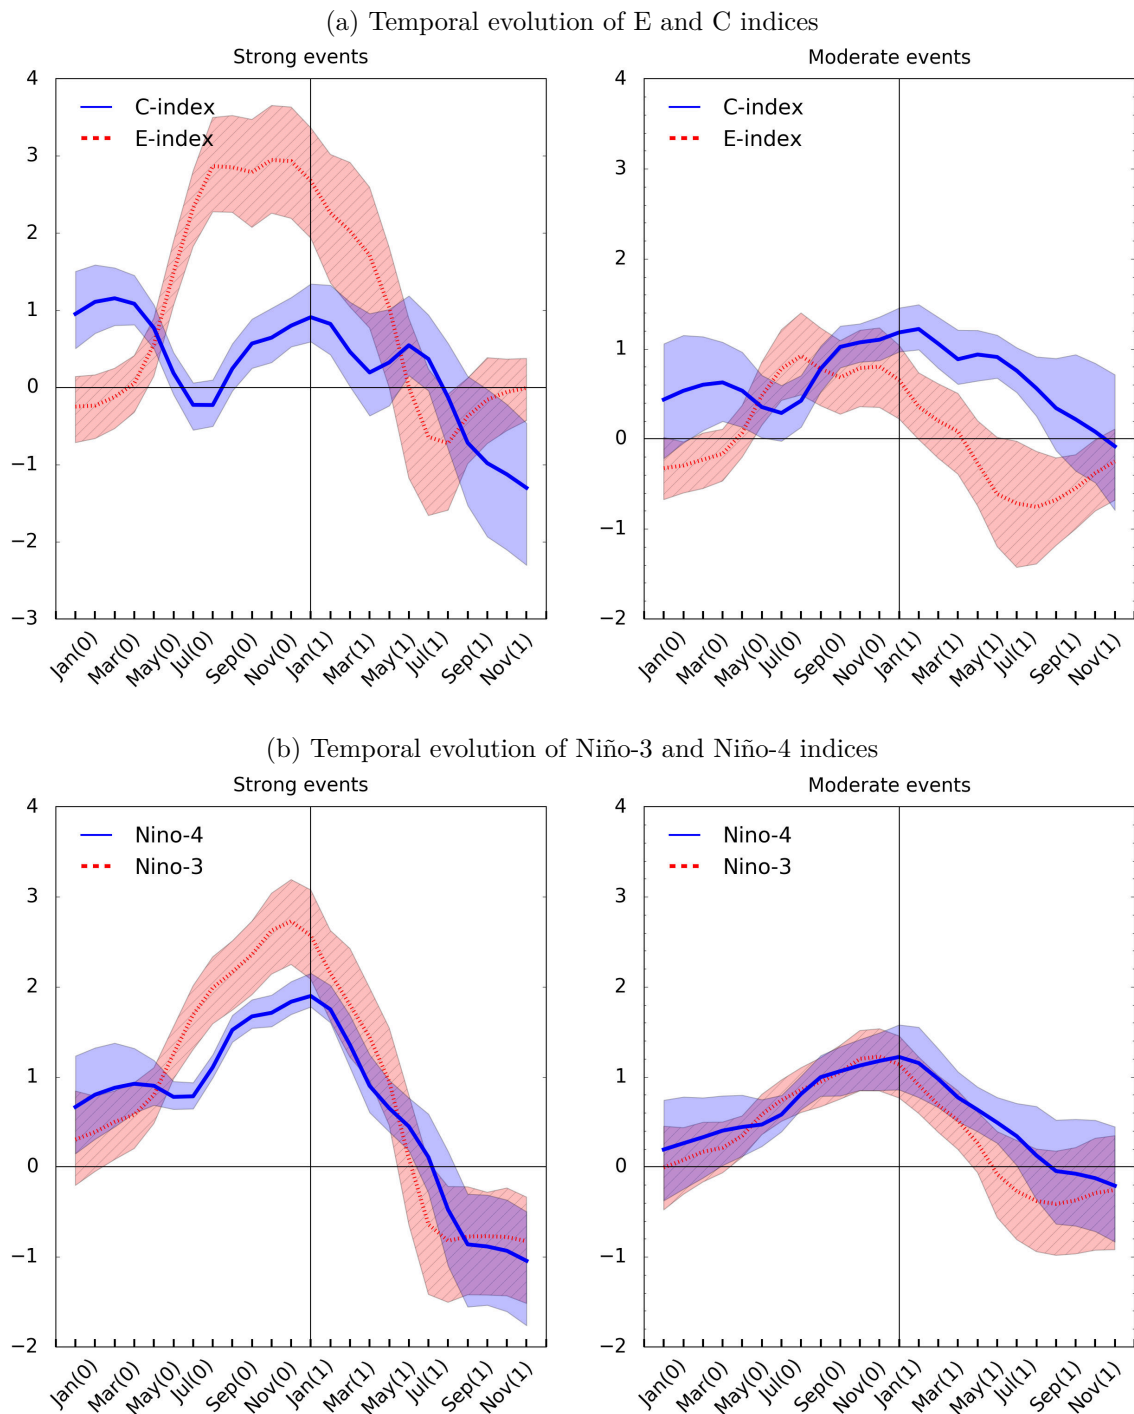 (a) Temporal evolution of E and C indices
Strong events
C-index
E-index
4
3
2
1
0
−1
−2
−3
Jan(0)
Mar(0)
May(0)
Jul(0)
Sep(0)
Nov(0)
Jan(1)
Mar(1)
May(1)
Jul(1)
Sep(1)
Nov(1)
Moderate events
C-index
E-index
4
3
2
1
0
−1
−2
Jan(0)
Mar(0)
May(0)
Jul(0)
Sep(0)
Nov(0)
Jan(1)
Mar(1)
May(1)
Jul(1)
Sep(1)
Nov(1)
(b) Temporal evolution of Niño-3 and Niño-4 indices
Strong events
Nino-4
Nino-3
4
3
2
1
0
−1
−2
Jan(0)
Mar(0)
May(0)
Jul(0)
Sep(0)
Nov(0)
Jan(1)
Mar(1)
May(1)
Jul(1)
Sep(1)
Nov(1)
Moderate events
Nino-4
Nino-3
4
3
2
1
0
−1
−2
Jan(0)
Mar(0)
May(0)
Jul(0)
Sep(0)
Nov(0)
Jan(1)
Mar(1)
May(1)
Jul(1)
Sep(1)
Nov(1)